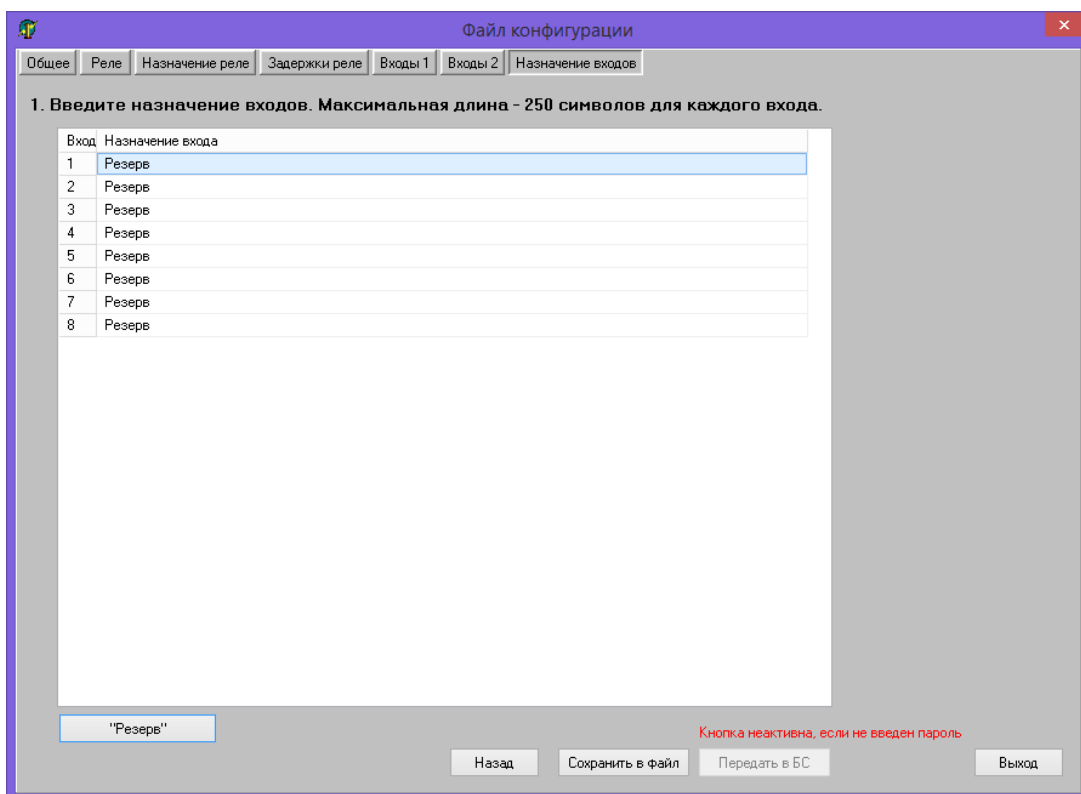 Файл конфигурации
Общее Реле Назначение реле Задержки реле Входы 1 Входы 2 Назначение входов
1. Введите назначение входов. Максимальная длина - 250 символов для каждого входа.
Вход Назначение входа
1 Резерв
2 Резерв
3 Резерв
4 Резерв
5 Резерв
6 Резерв
7 Резерв
8 Резерв
"Резерв"
Кнопка неактивна, если не введен пароль
Назад Сохранить в файл Передать в БС Выход